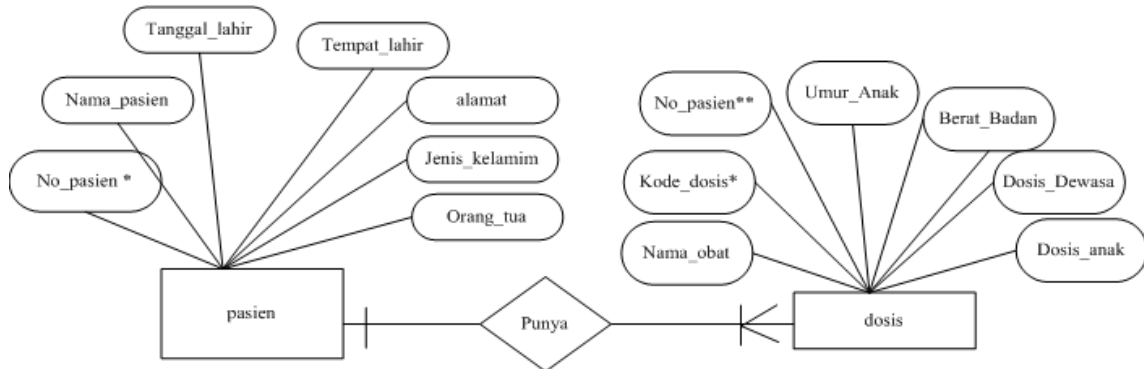 Tanggal_lahir
Tempat_lahir
Nama_pasien
alamat
No_pasien *
Jenis_kelamim
Orang_tua
pasien
Punya
Umur_Anak
No_pasien**
Berat_Badan
Kode_dosis*
Dosis_Dewasa
Nama_obat
Dosis_anak
dosis